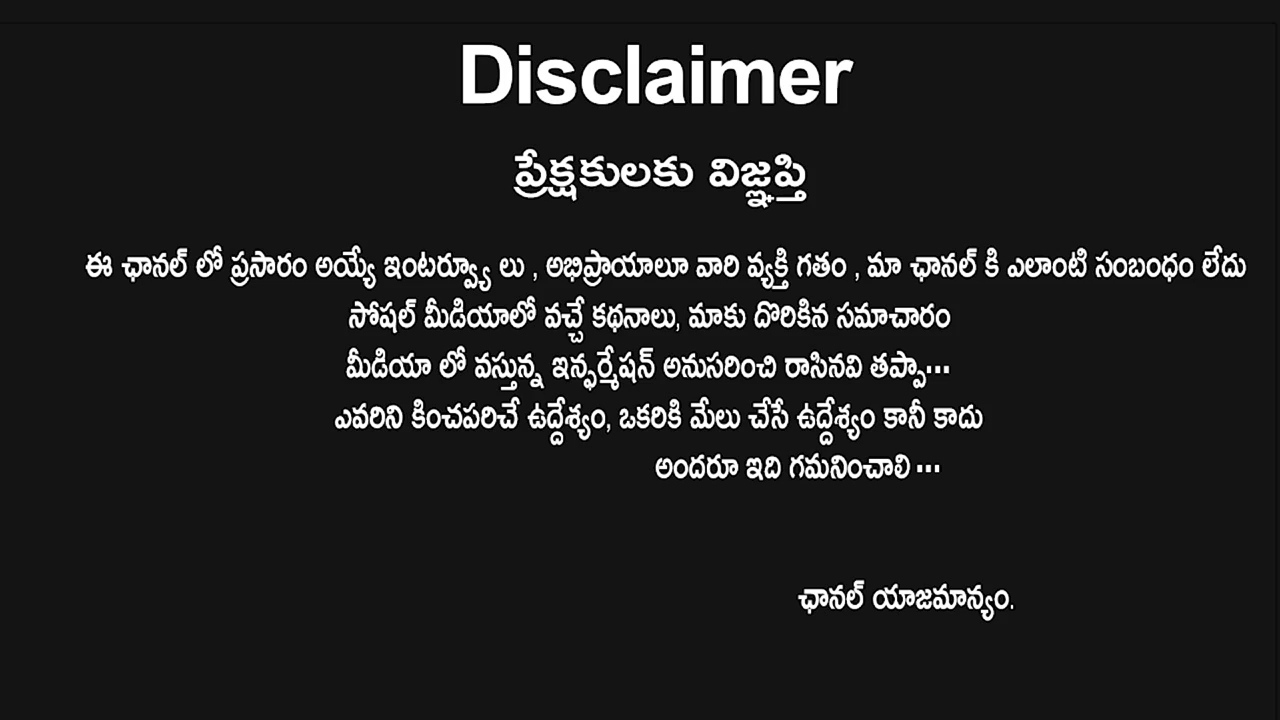 Disclaimer
ప్రేక్షకులకు విజ్ఞప్తి
ఈ ఛానల్ లో ప్రసారం అయ్యే ఇంటర్వ్యూ లు , అభిప్రాయాలూ వారి వ్యక్తి గతం , మా ఛానల్ కి ఎలాంటి సంబంధం లేదు
సోషల్ మీడియాలో వచ్చే కథనాలు, మాకు దొరికిన సమాచారం
మీడియా లో వస్తున్న ఇన్ఫర్మేషన్ అనుసరించి రాసినవి తప్పా...
ఎవరిని కించపరిచే ఉద్దేశ్యం, ఒకరికి మేలు చేసే ఉద్దేశ్యం కానీ కాదు
అందరూ ఇది గమనించాలి ...
ఛానల్ యాజమాన్యం.